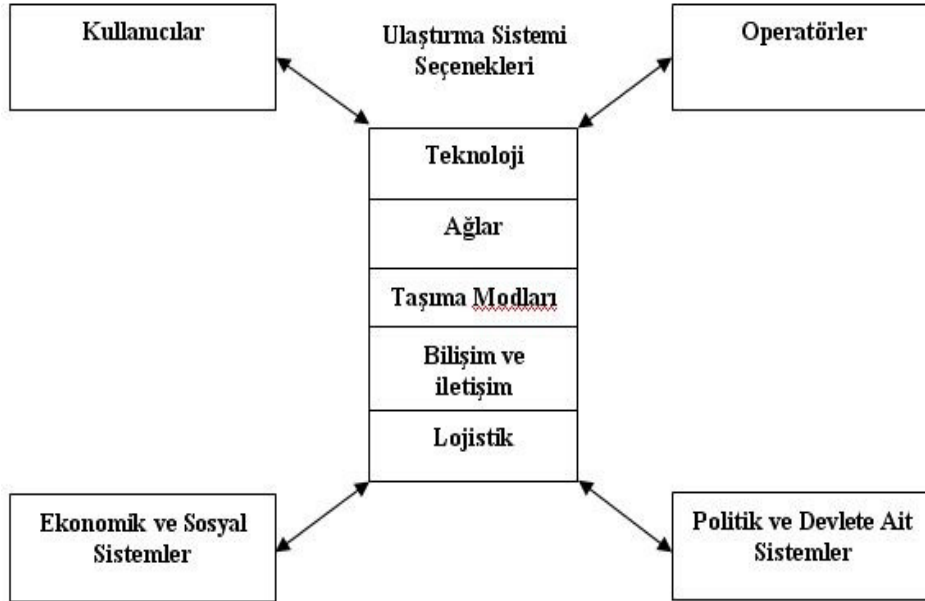 Kullanıcılar
Ulaştırma Sistemi
Seçenekleri
Operatörler
Teknoloji
Ağlar
Taşıma Modları
Bilişim ve
iletişim
Lojistik
Ekonomik ve Sosyal
Sistemler
Politik ve Devlete Ait
Sistemler